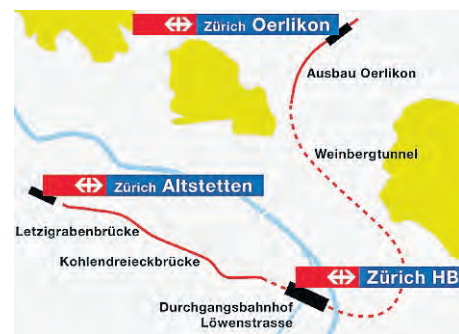 Zürich Oerlikon
Ausbau Oerlikon
Weinbergtunnel
Zürich Altstetten
Letzigrabenbrücke
Kohlendreieckbrücke
Zürich HB
Durchgangsbahnhof
Löwenstrasse